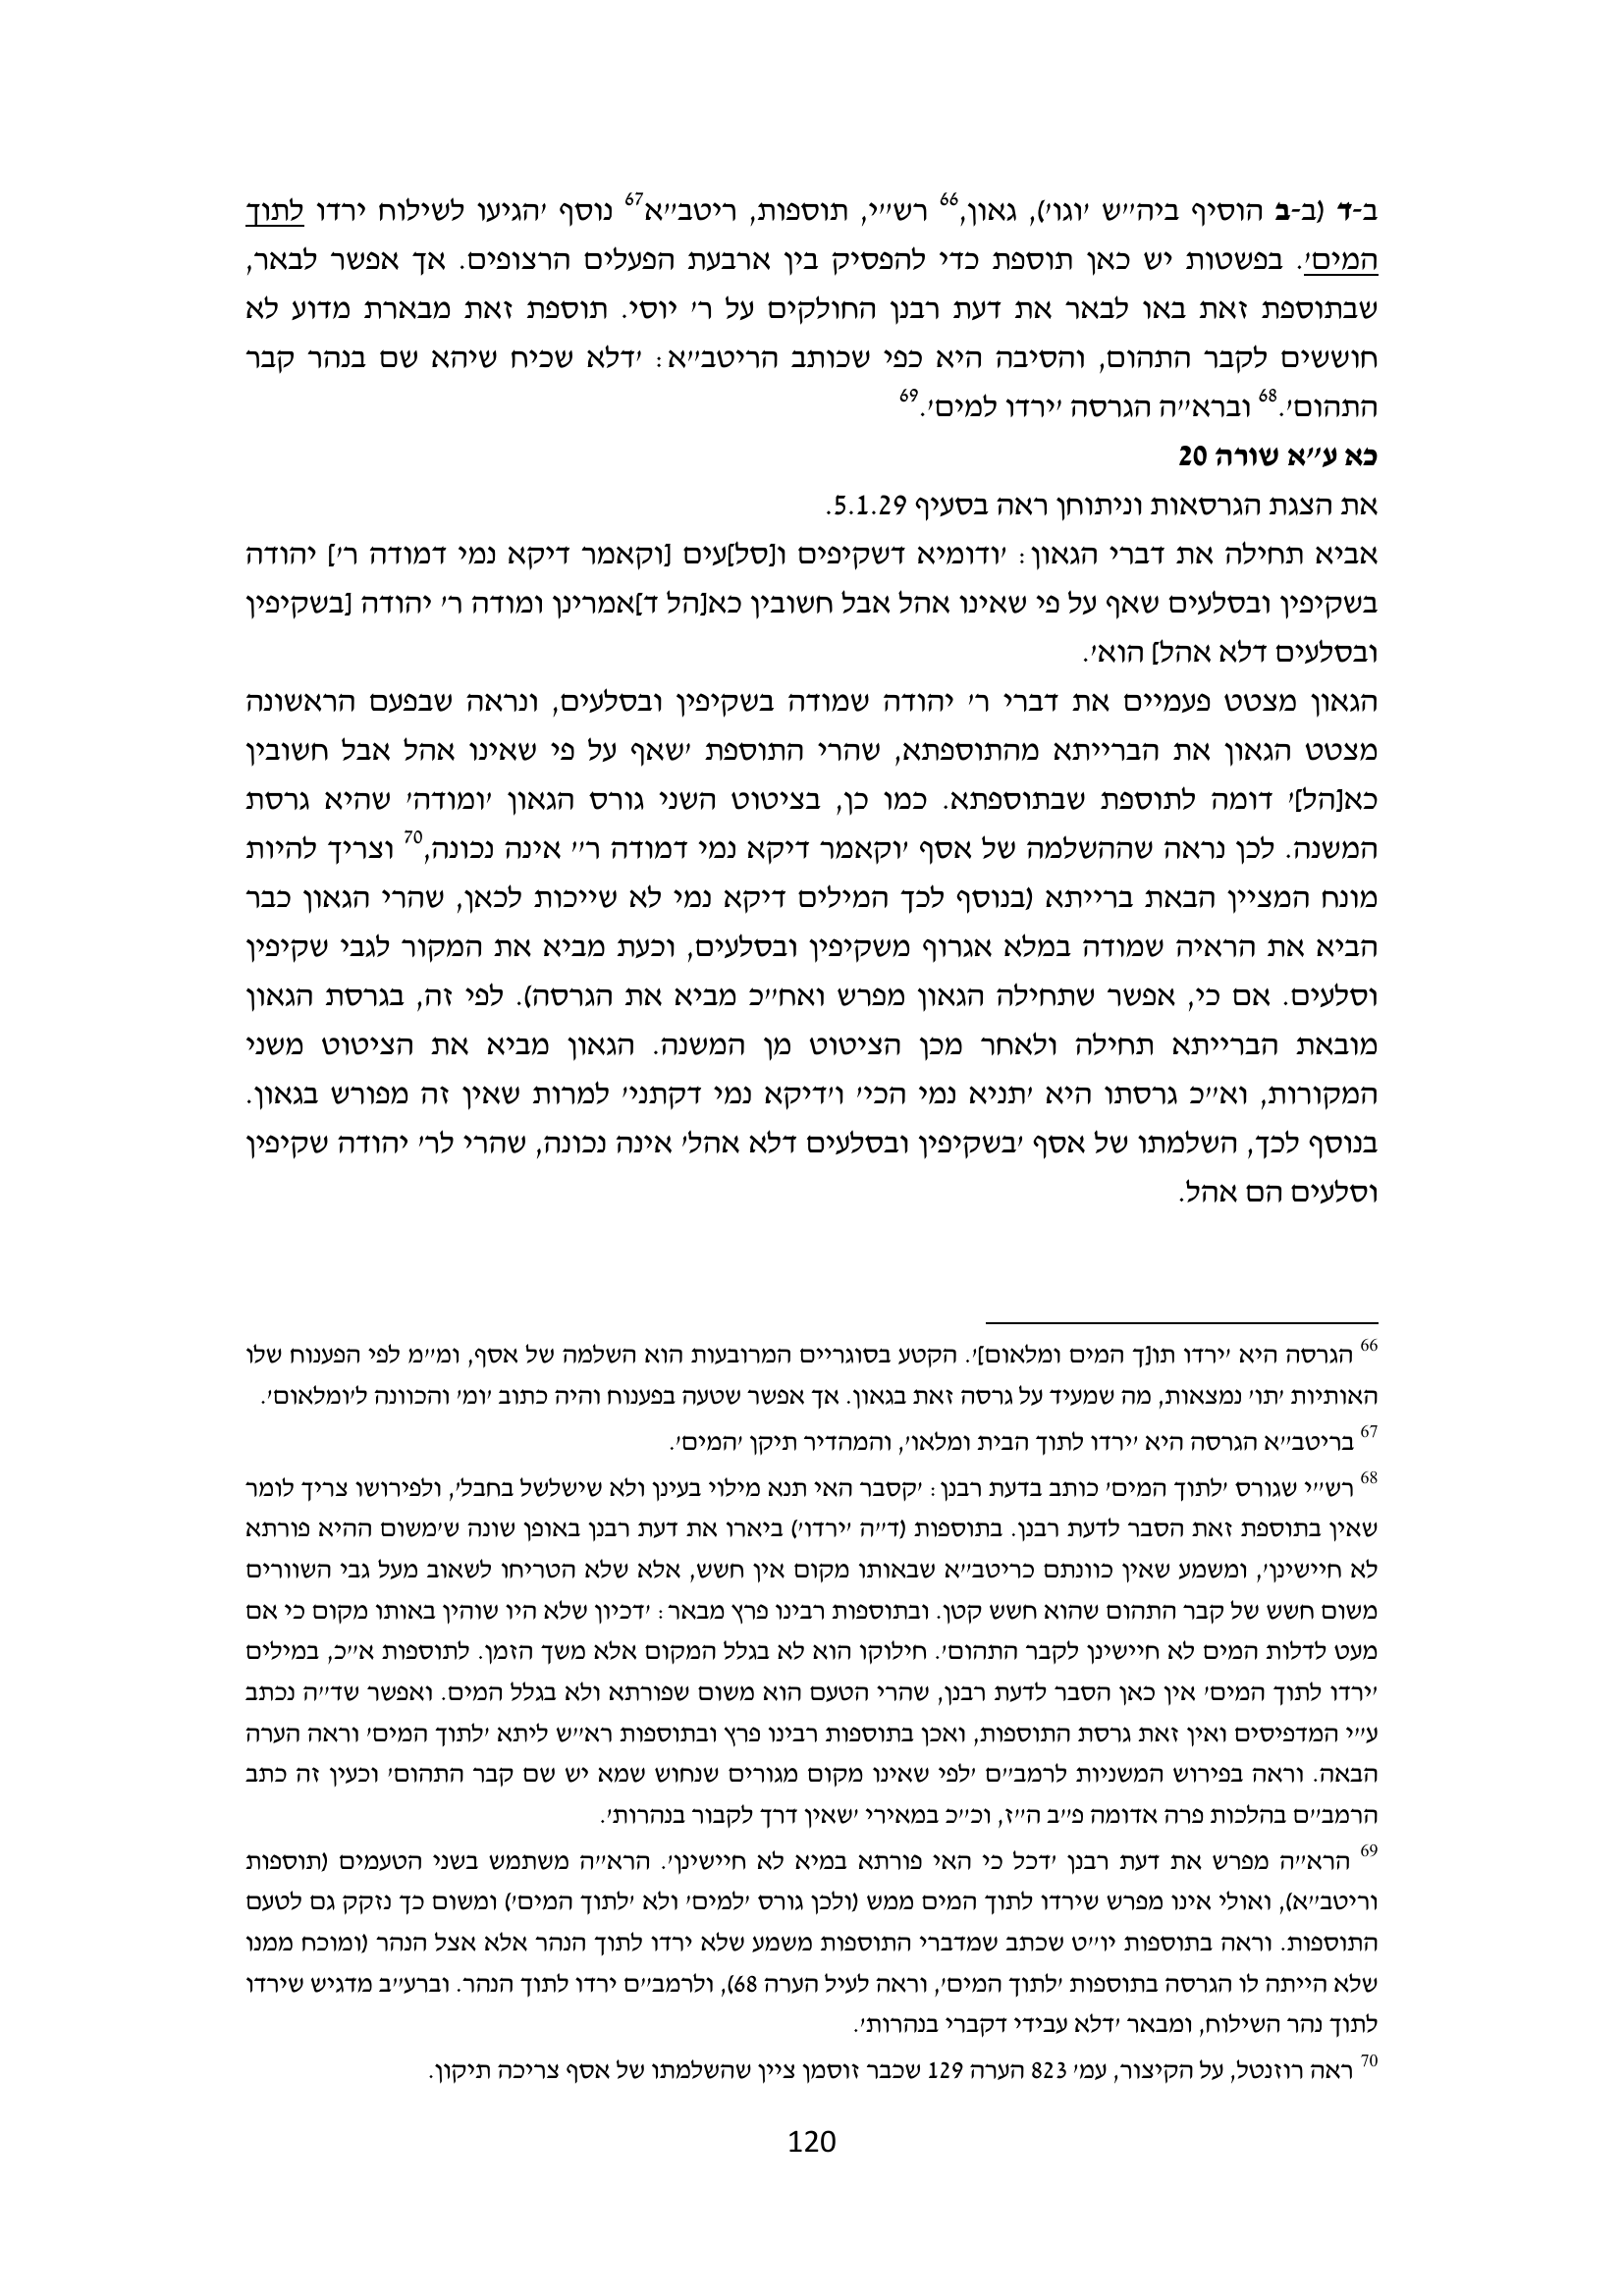 ב-ד (ב-ב הוסיף ביה״ש ׳וגו׳), גאון,66 רש״י, תוספות, ריטב״א67 נוסף ׳הגיעו לשילוח ירדו לתוך
המים׳. בפשטות יש כאן תוספת כדי להפסיק בין ארבעת הפעלים הרצופים. אך אפשר לבאר,
שבתוספת זאת באו לבאר את דעת רבנן החולקים על ר׳ יוסי. תוספת זאת מבארת מדוע לא
חוששים לקבר התהום, והסיבה היא כפי שכותב הריטב״א: ׳דלא שכיח שיהא שם בנהר קבר
התהום׳.68 וברא״ה הגרסה ׳ירדו למים׳.69
כא ע״א שורה 20
את הצגת הגרסאות וניתוחן ראה בסעיף 5.1.29.
אביא תחילה את דברי הגאון: ׳ודומיא דשקיפים ו[סל]עים [וקאמר דיקא נמי דמודה ר׳] יהודה
בשקיפין ובסלעים שאף על פי שאינו אהל אבל חשובין כא[הל ד]אמרינן ומודה ר׳ יהודה [בשקיפין
ובסלעים דלא אהל] הוא׳.
הגאון מצטט פעמיים את דברי ר׳ יהודה שמודה בשקיפין ובסלעים, ונראה שבפעם הראשונה
מצטט הגאון את הברייתא מהתוספתא, שהרי התוספת ׳שאף על פי שאינו אהל אבל חשובין
כא[הל]׳ דומה לתוספת שבתוספתא. כמו כן, בציטוט השני גורס הגאון ׳ומודה׳ שהיא גרסת
המשנה. לכן נראה שההשלמה של אסף ׳וקאמר דיקא נמי דמודה ר׳׳ אינה נכונה,70 וצריך להיות
מונח המציין הבאת ברייתא (בנוסף לכך המילים דיקא נמי לא שייכות לכאן, שהרי הגאון כבר
הביא את הראיה שמודה במלא אגרוף משקיפין ובסלעים, וכעת מביא את המקור לגבי שקיפין
וסלעים. אם כי, אפשר שתחילה הגאון מפרש ואח״כ מביא את הגרסה). לפי זה, בגרסת הגאון
מובאת הברייתא תחילה ולאחר מכן הציטוט מן המשנה. הגאון מביא את הציטוט משני
המקורות, וא״כ גרסתו היא ׳תניא נמי הכי׳ ו׳דיקא נמי דקתני׳ למרות שאין זה מפורש בגאון.
בנוסף לכך, השלמתו של אסף ׳בשקיפין ובסלעים דלא אהל׳ אינה נכונה, שהרי לר׳ יהודה שקיפין
וסלעים הם אהל.
66 הגרסה היא ׳ירדו תו[ך המים ומלאום]׳. הקטע בסוגריים המרובעות הוא השלמה של אסף, ומ״מ לפי הפענוח שלו
האותיות ׳תו׳ נמצאות, מה שמעיד על גרסה זאת בגאון. אך אפשר שטעה בפענוח והיה כתוב ׳ומ׳ והכוונה ל׳ומלאום׳.
67 בריטב״א הגרסה היא ׳ירדו לתוך הבית ומלאו׳, והמהדיר תיקן ׳המים׳.
68 רש״י שגורס ׳לתוך המים׳ כותב בדעת רבנן: ׳קסבר האי תנא מילוי בעינן ולא שישלשל בחבל׳, ולפירושו צריך לומר
שאין בתוספת זאת הסבר לדעת רבנן. בתוספות (ד״ה ׳ירדו׳) ביארו את דעת רבנן באופן שונה ש׳משום ההיא פורתא
לא חיישינן׳, ומשמע שאין כוונתם כריטב״א שבאותו מקום אין חשש, אלא שלא הטריחו לשאוב מעל גבי השוורים
משום חשש של קבר התהום שהוא חשש קטן. ובתוספות רבינו פרץ מבאר: ׳דכיון שלא היו שוהין באותו מקום כי אם
מעט לדלות המים לא חיישינן לקבר התהום׳. חילוקו הוא לא בגלל המקום אלא משך הזמן. לתוספות א״כ, במילים
׳ירדו לתוך המים׳ אין כאן הסבר לדעת רבנן, שהרי הטעם הוא משום שפורתא ולא בגלל המים. ואפשר שד״ה נכתב
ע״י המדפיסים ואין זאת גרסת התוספות, ואכן בתוספות רבינו פרץ ובתוספות רא״ש ליתא ׳לתוך המים׳ וראה הערה
הבאה. וראה בפירוש המשניות לרמב״ם ׳לפי שאינו מקום מגורים שנחוש שמא יש שם קבר התהום׳ וכעין זה כתב
הרמב״ם בהלכות פרה אדומה פ״ב ה״ז, וכ״כ במאירי ׳שאין דרך לקבור בנהרות׳.
69 הרא״ה מפרש את דעת רבנן ׳דכל כי האי פורתא במיא לא חיישינן׳. הרא״ה משתמש בשני הטעמים (תוספות
וריטב״א), ואולי אינו מפרש שירדו לתוך המים ממש (ולכן גורס ׳למים׳ ולא ׳לתוך המים׳) ומשום כך נזקק גם לטעם
התוספות. וראה בתוספות יו״ט שכתב שמדברי התוספות משמע שלא ירדו לתוך הנהר אלא אצל הנהר (ומוכח ממנו
שלא הייתה לו הגרסה בתוספות ׳לתוך המים׳, וראה לעיל הערה 68), ולרמב״ם ירדו לתוך הנהר. וברע״ב מדגיש שירדו
לתוך נהר השילוח, ומבאר ׳דלא עבידי דקברי בנהרות׳.
70 ראה רוזנטל, על הקיצור, עמ׳ 823 הערה 129 שכבר זוסמן ציין שהשלמתו של אסף צריכה תיקון.
120